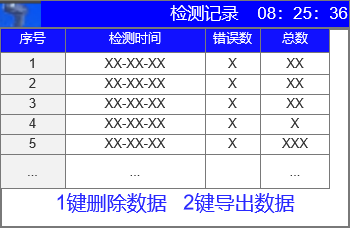 检测记录 08: 25: 36
序号 检测时间 错误数 总数
1 XX-XX-XX X XX
2 XX-XX-XX X XX
3 XX-XX-XX X XX
4 XX-XX-XX X X
5 XX-XX-XX X XXX
... ... ... ...
1键删除数据 2键导出数据